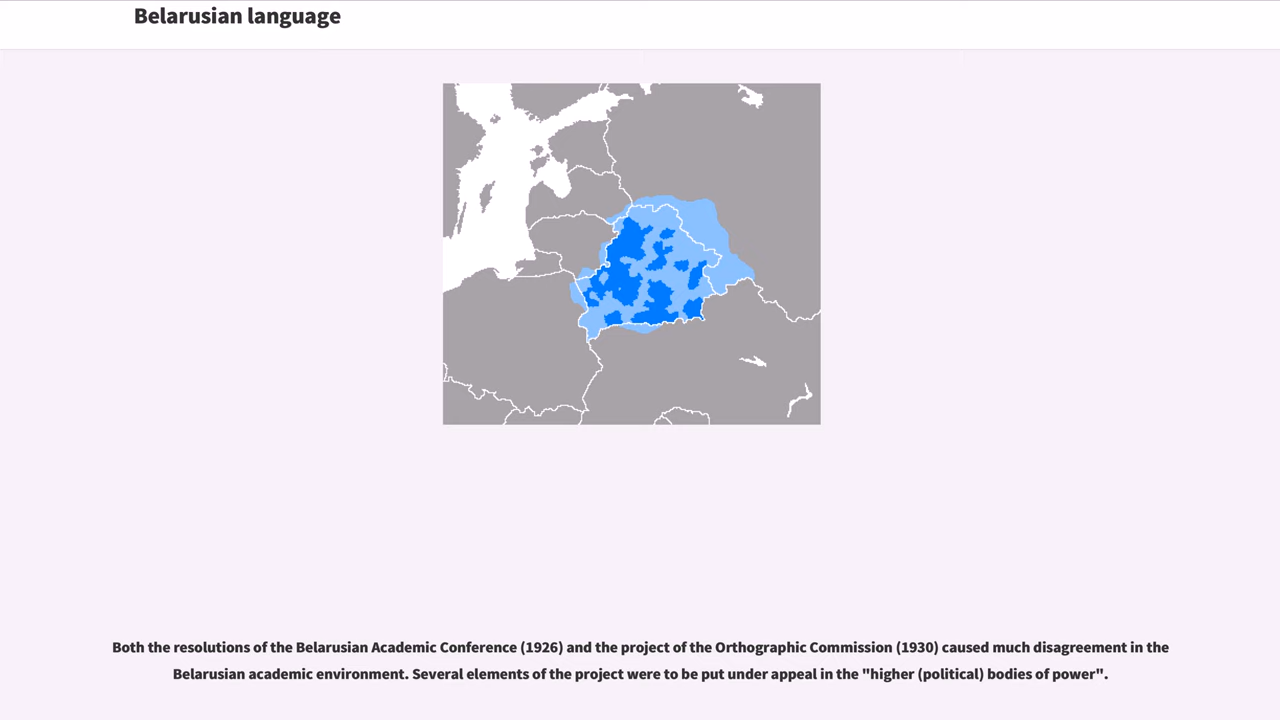 Belarusian language
Both the resolutions of the Belarusian Academic Conference (1926) and the project of the Orthographic Commission (1930) caused much disagreement in the
Belarusian academic environment. Several elements of the project were to be put under appeal in the "higher (political) bodies of power".